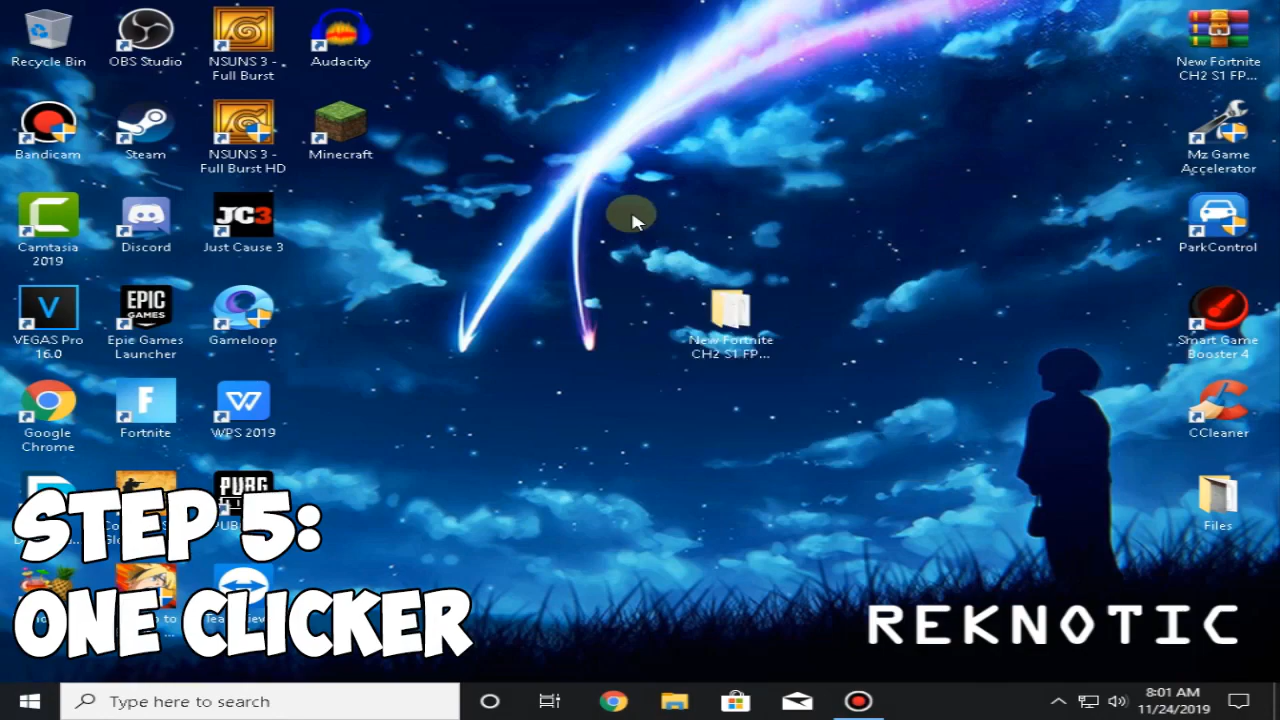 Recycle Bin
OBS Studio
NSUNS 3 -
Full Burst
Audacity
New Fortnite
CH2 S1 FP...
Bandicam
Steam
NSUNS 3 -
Full Burst HD
Minecraft
Mz Game
Accelerator
Camtasia
2019
Discord
JC3
Just Cause 3
ParkControl
VEGAS Pro
16.0
EPIC
GAMES
Epic Games
Launcher
Gameloop
New Fortnite
CH2 S1 FP...
Smart Game
Booster 4
Google
Chrome
Fortnite
WPS 2019
CCleaner
PUBG
Files
STEP 5:
ONE CLICKER
REKNOTIC
Type here to search
8:01 AM
11/24/2019